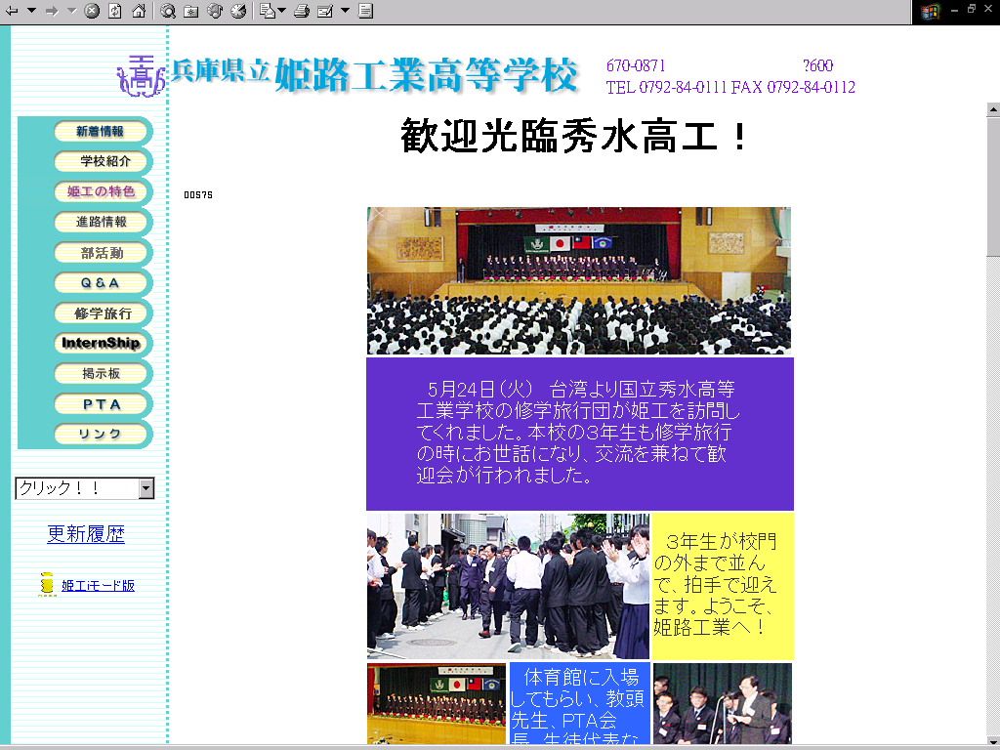 兵庫県立姫路工業高等学校
670-0871 ?600
TEL 0792-84-0111 FAX 0792-84-0112
新着情報
学校紹介
姫工の特色
進路情報
部活動
Q&A
修学旅行
InternShip
掲示板
PTA
リンク
クリック！！
更新履歴
姫工iモード版
歓迎光臨秀水高工！
00575
5月24日(火)　台湾より国立秀水高等
工業学校の修学旅行団が姫工を訪問し
てくれました。本校の３年生も修学旅行
の時にお世話になり、交流を兼ねて歓
迎会が行われました。
３年生が校門
の外まで並ん
で、拍手で迎え
ます。ようこそ、
姫路工業へ！
体育館に入場
してもらい、教頭
先生、PTA会
長、生徒代表な